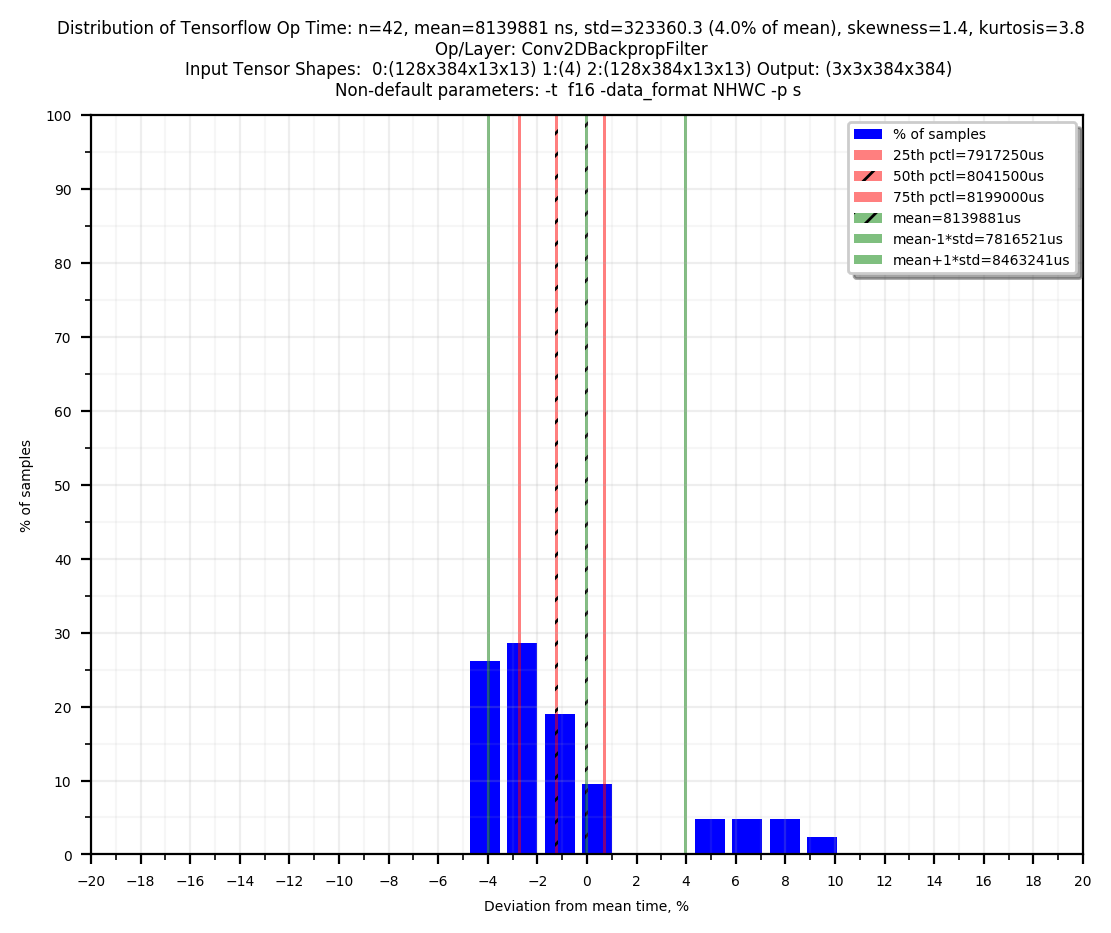 Distribution of Tensorflow Op Time: n=42, mean=8139881 ns, std=323360.3 (4.0% of mean), skewness=1.4, kurtosis=3.8
Op/Layer: Conv2DBackpropFilter
Input Tensor Shapes:  0:(128x384x13x13) 1:(4) 2:(128x384x13x13) Output: (3x3x384x384)
Non-default parameters: -t  f16 -data_format NHWC -p s
% of samples
25th pctl=7917250us
50th pctl=8041500us
75th pctl=8199000us
mean=8139881us
mean-1*std=7816521us
mean+1*std=8463241us
100
90
80
70
60
50
40
30
20
10
0
% of samples
−20 −18 −16 −14 −12 −10 −8 −6 −4 −2 0 2 4 6 8 10 12 14 16 18 20
Deviation from mean time, %